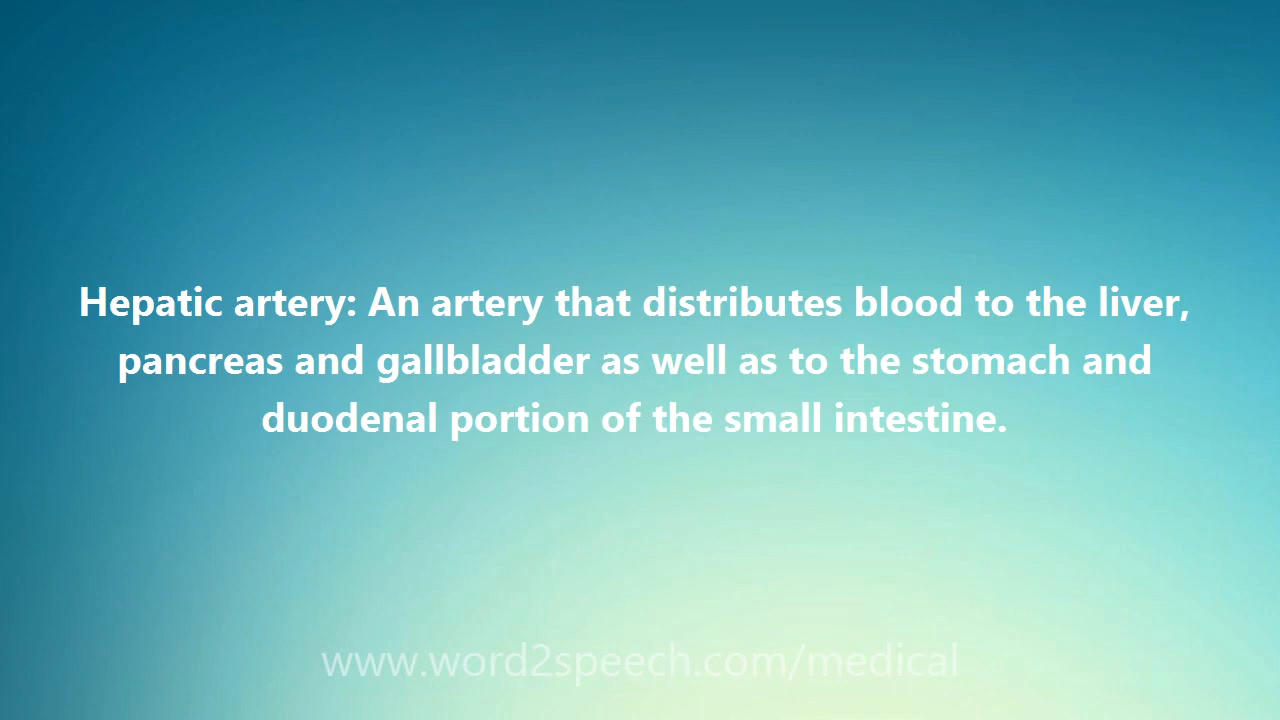 Hepatic artery: An artery that distributes blood to the liver,
pancreas and gallbladder as well as to the stomach and
duodenal portion of the small intestine.
www.word2speech.com/medical